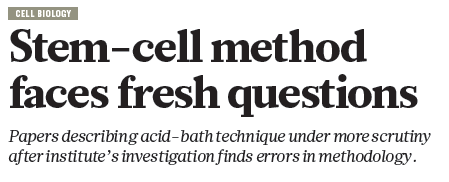 CELL BIOLOGY
Stem-cell method
faces fresh questions
Papers describing acid-bath technique under more scrutiny
after institute’s investigation finds errors in methodology.